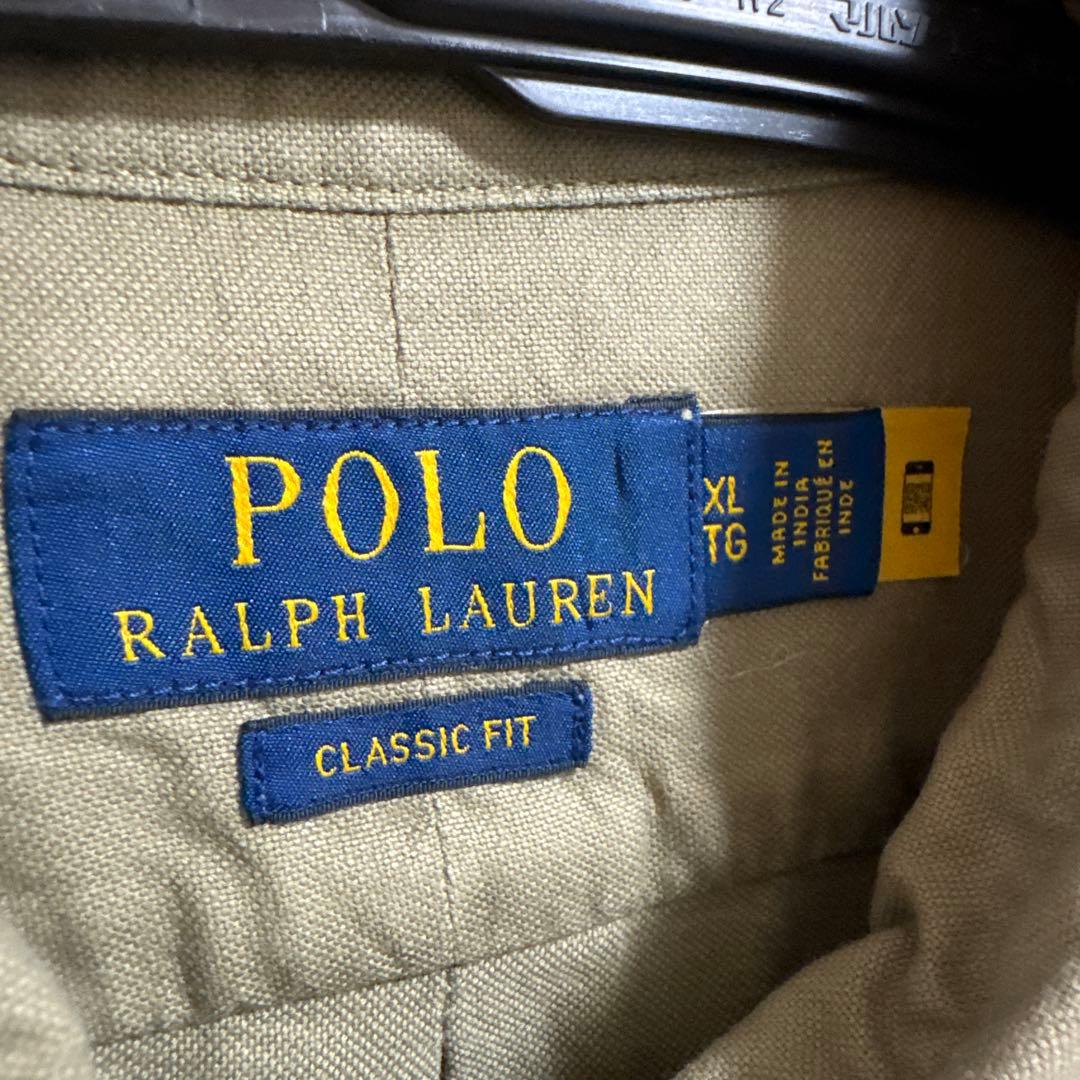 POLO
RALPH LAUREN
CLASSIC FIT
XL
TG
MADE IN
INDIA
FABRIQUÉ EN
INDE